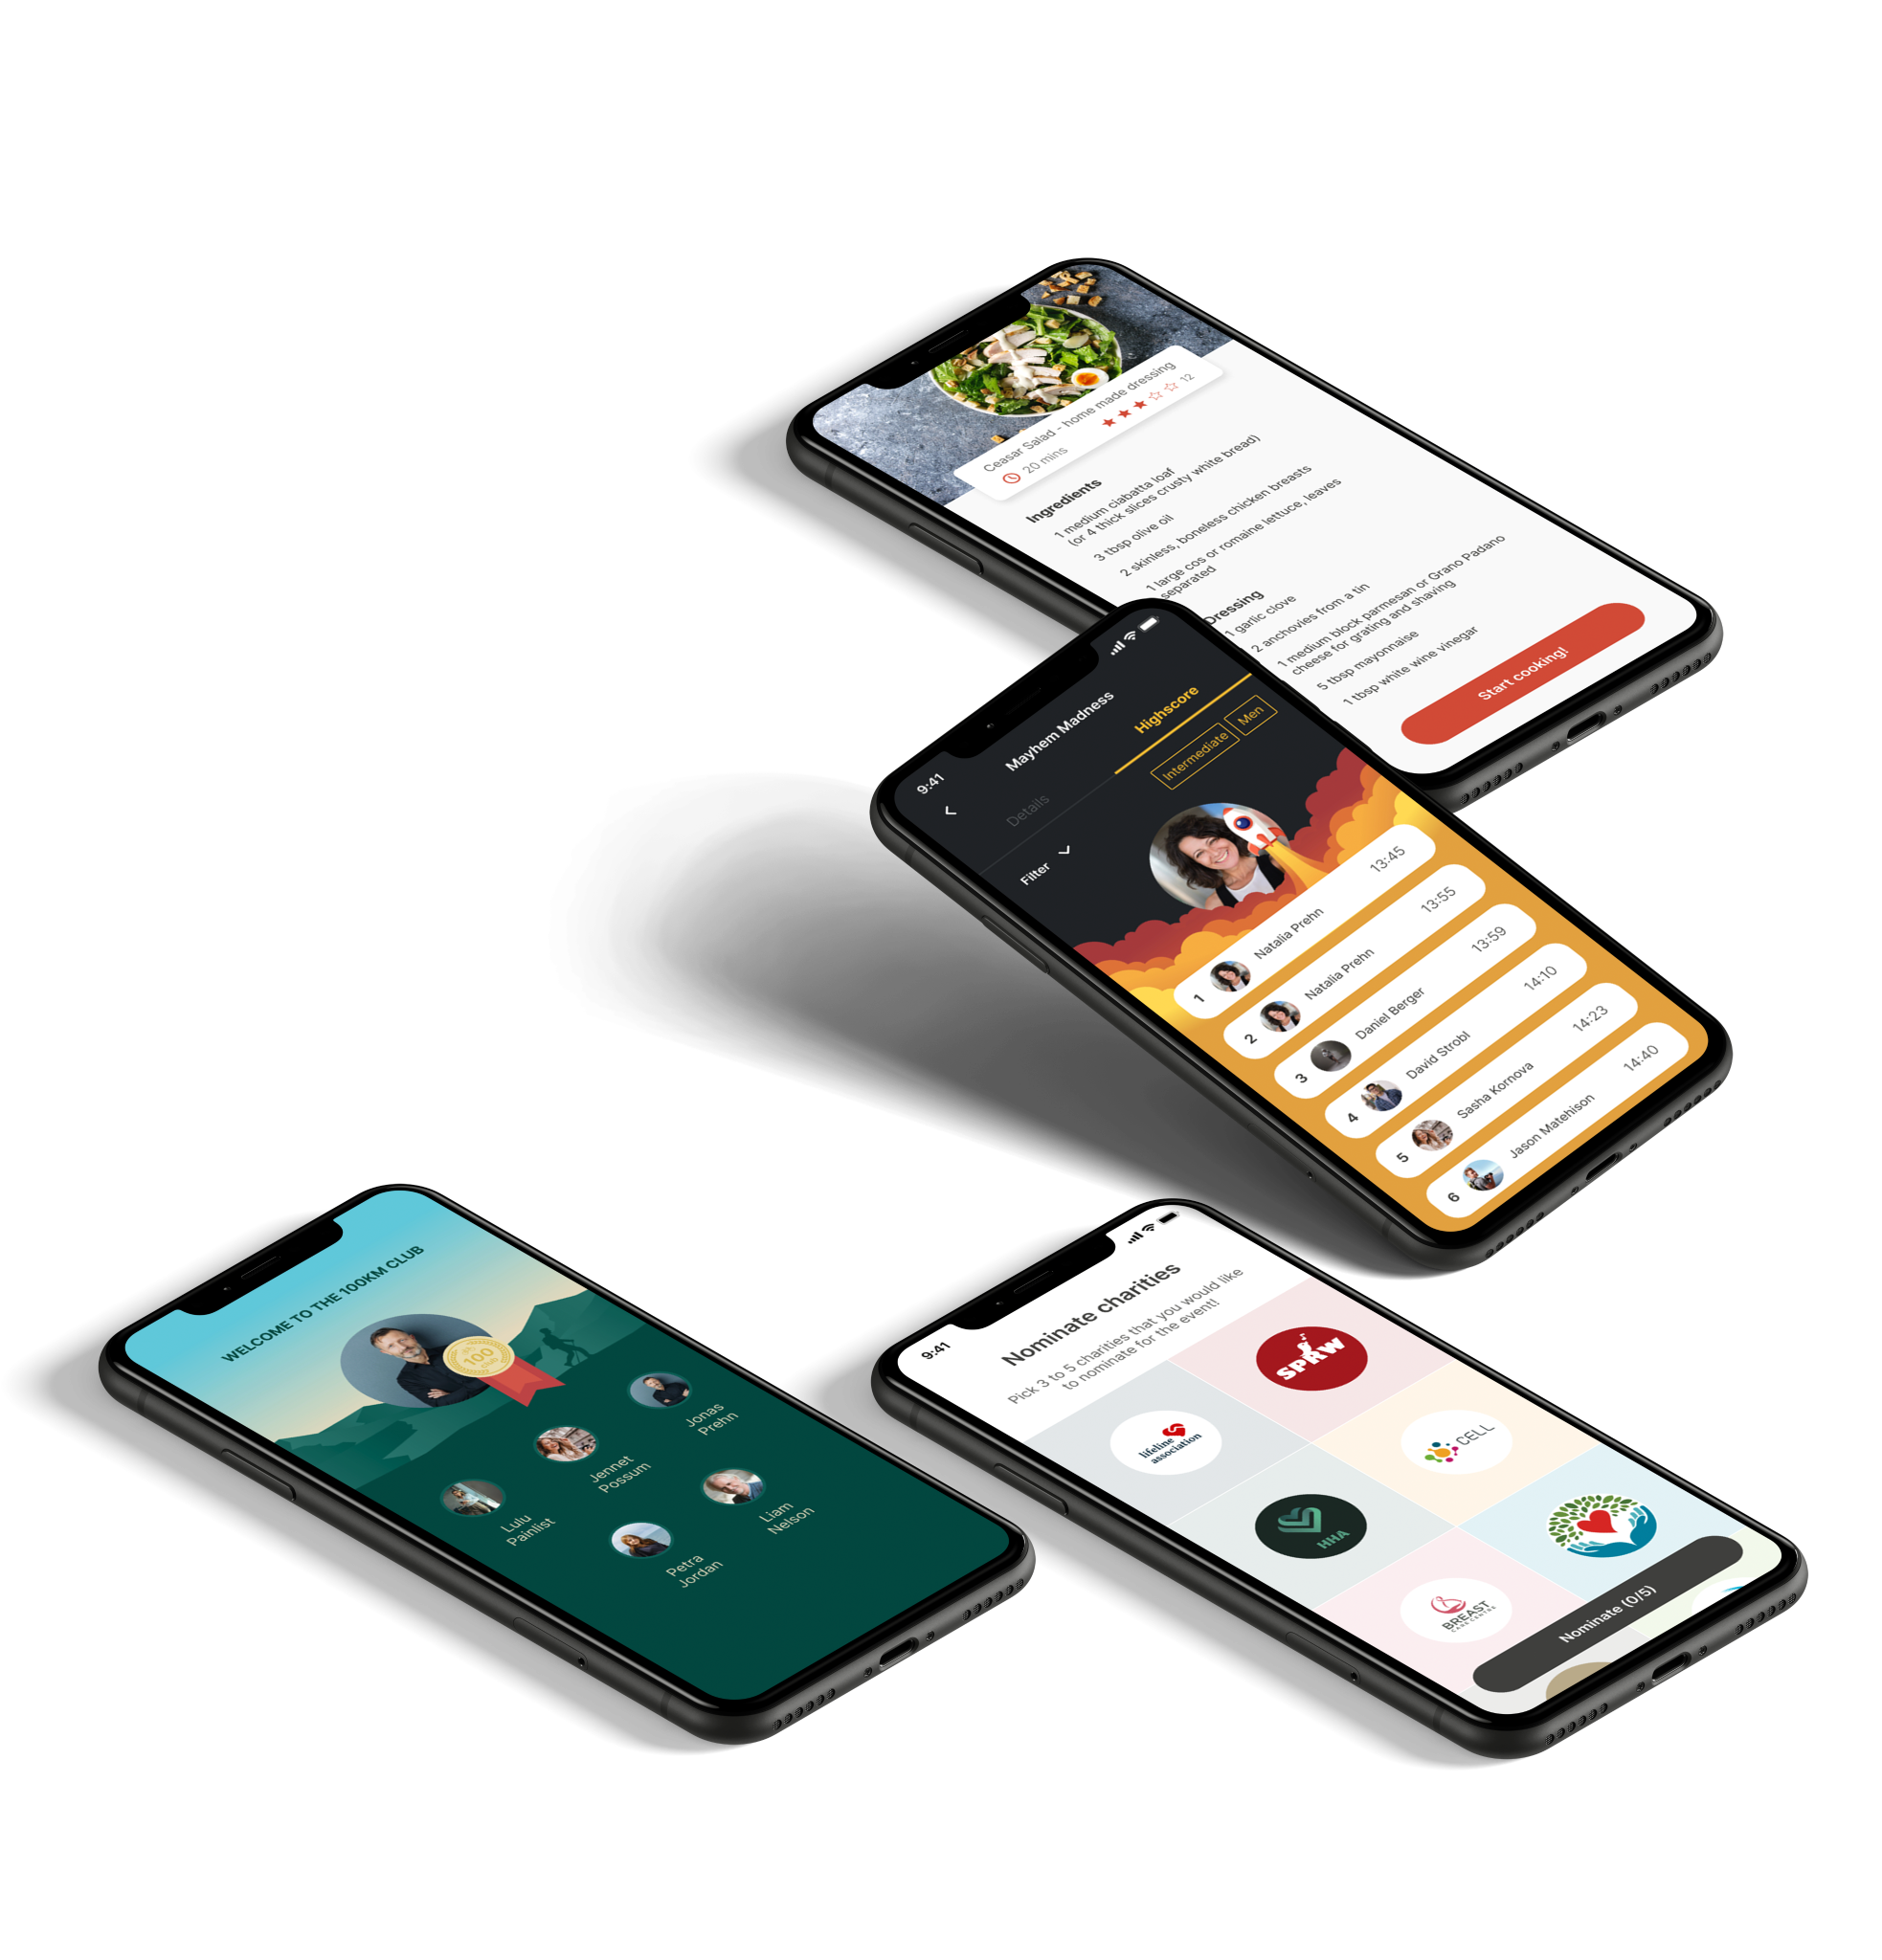 Ceasar Salad - home made dressing
20 mins
12
Ingredients
1 medium ciabatta loaf
(or 4 thick slices crusty white bread)
3 tbsp olive oil
2 skinless, boneless chicken breasts
1 large cos or romaine lettuce, leaves
separated
Dressing
1 garlic clove
2 anchovies from a tin
1 medium block parmesan or Grano Padano
cheese for grating and shaving
5 tbsp mayonnaise
1 tbsp white wine vinegar
Start cooking!
9:41
Mayhem Madness
Details
Highscore
Filter
Intermediate
Men
1 Natalia Prehn 13:45
2 Natalia Prehn 13:55
3 Daniel Berger 13:59
4 David Strobl 14:10
5 Sasha Kornova 14:23
6 Jason Matehison 14:40
WELCOME TO THE 100KM CLUB
100
Lulu
Painlist
Jennet
Possum
Jonas
Prehn
Petra
Jordan
Liam
Nelson
9:41
Nominate charities
Pick 3 to 5 charities that you would like
to nominate for the event!
lifeline
association
SPRW
HHA
CELL
BREAST
CARE CENTRE
Nominate (0/5)